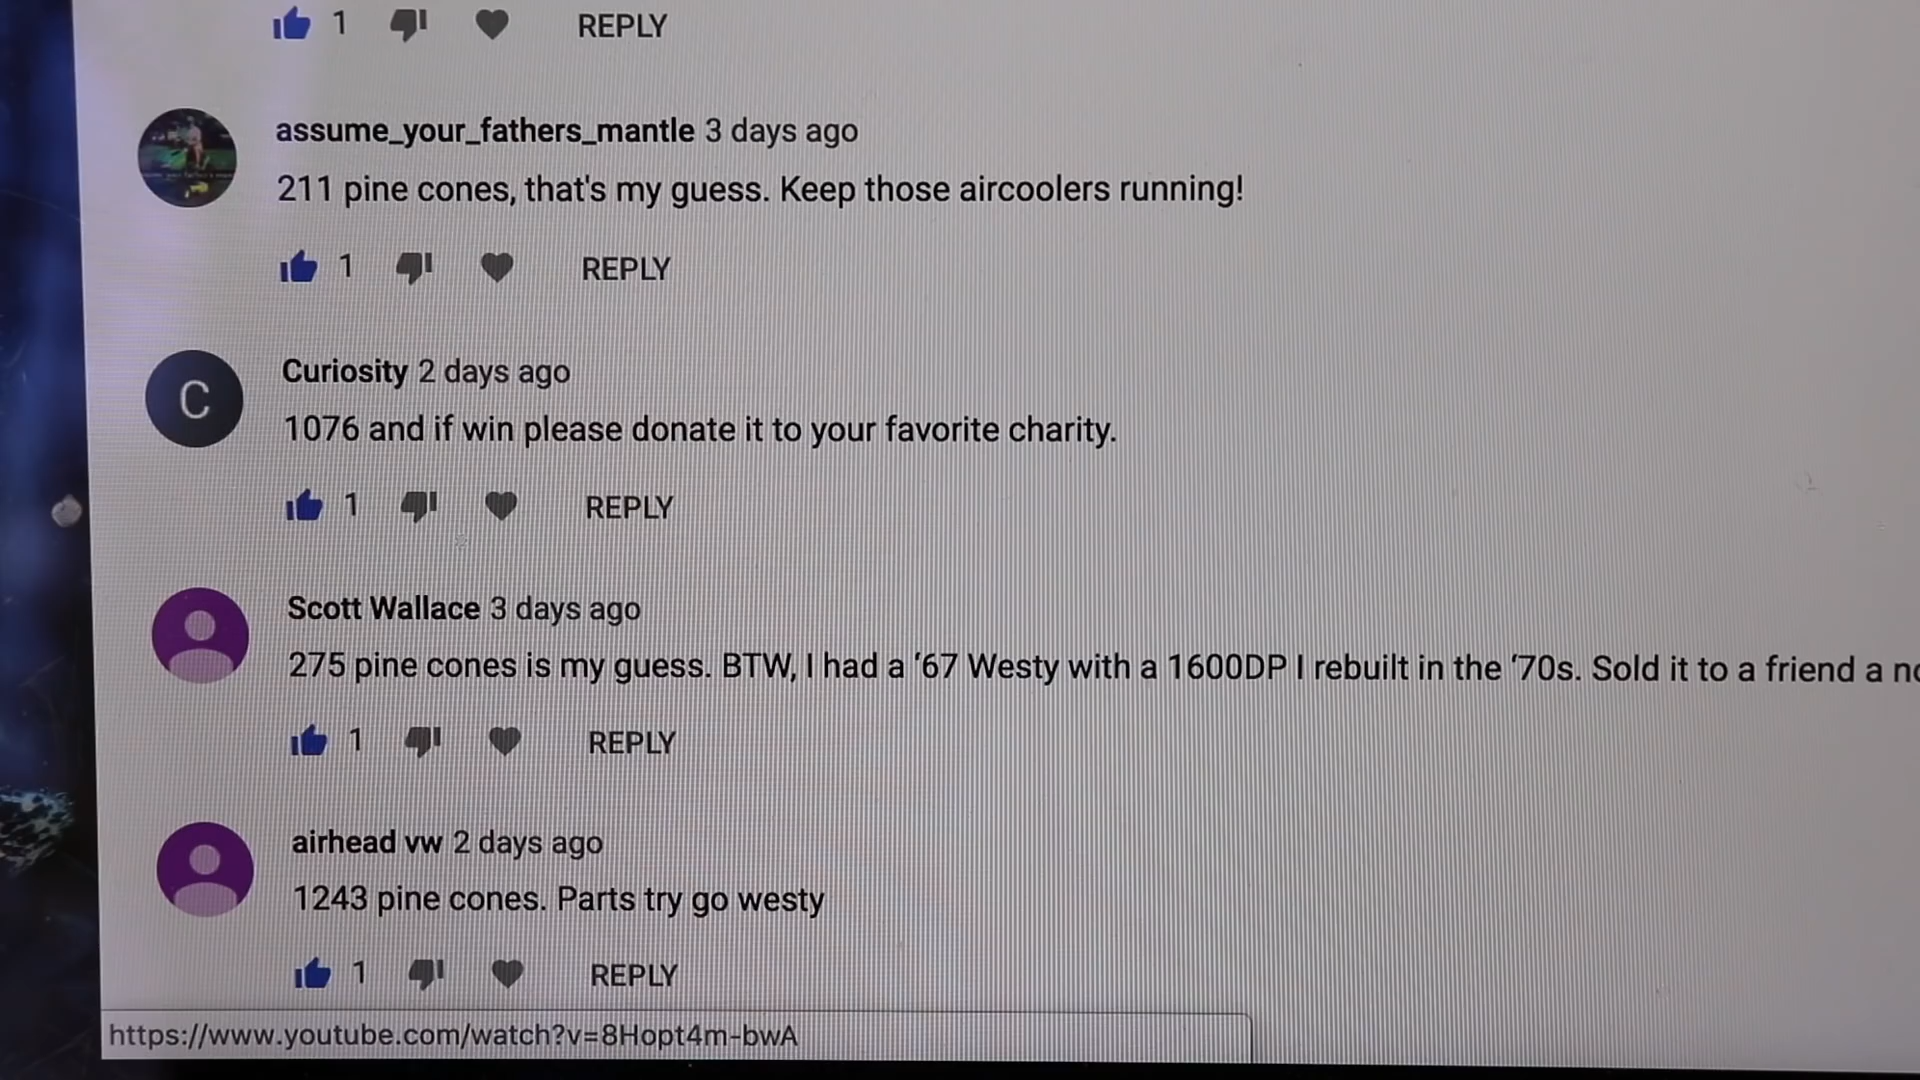 1 REPLY
assume_your_fathers_mantle 3 days ago
211 pine cones, that's my guess. Keep those aircoolers running!
1 REPLY
C
Curiosity 2 days ago
1076 and if win please donate it to your favorite charity.
1 REPLY
Scott Wallace 3 days ago
275 pine cones is my guess. BTW, I had a ‘67 Westy with a 1600DP I rebuilt in the ‘70s. Sold it to a friend a
1 REPLY
airhead vw 2 days ago
1243 pine cones. Parts try go westy
1 REPLY
https://www.youtube.com/watch?v=8Hopt4m-bwA